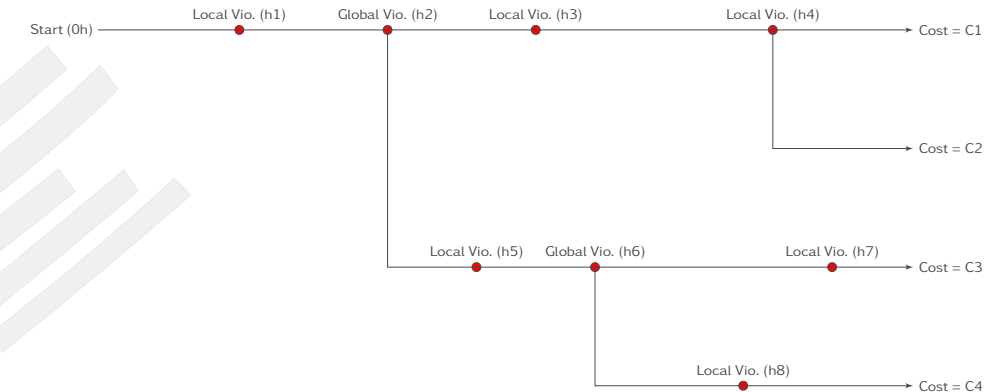 Local Vio. (h1)
Global Vio. (h2)
Local Vio. (h3)
Local Vio. (h4)
Start (0h)
Cost = C1
Cost = C2
Local Vio. (h5)
Global Vio. (h6)
Local Vio. (h7)
Cost = C3
Local Vio. (h8)
Cost = C4